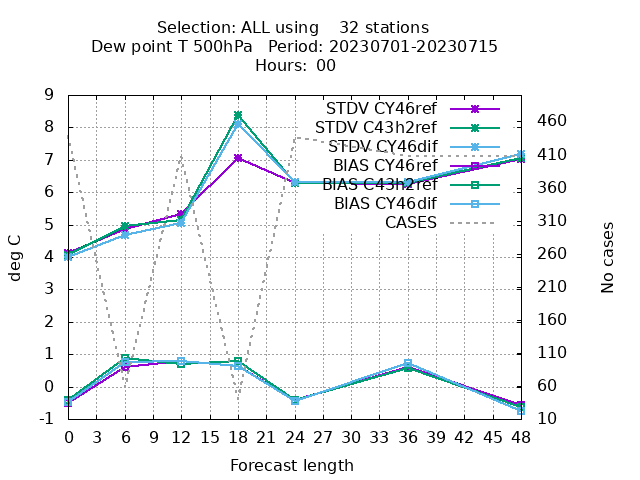 Selection: ALL using    32 stations
Dew point T 500hPa   Period: 20230701-20230715
Hours:  00
deg C
No cases
9
8
7
6
5
4
3
2
1
0
-1
460
410
360
310
260
210
160
110
60
10
STDV CY46ref
STDV C43h2ref
STDV CY46dif
BIAS CY46ref
BIAS C43h2ref
BIAS CY46dif
CASES
0 3 6 9 12 15 18 21 24 27 30 33 36 39 42 45 48
Forecast length